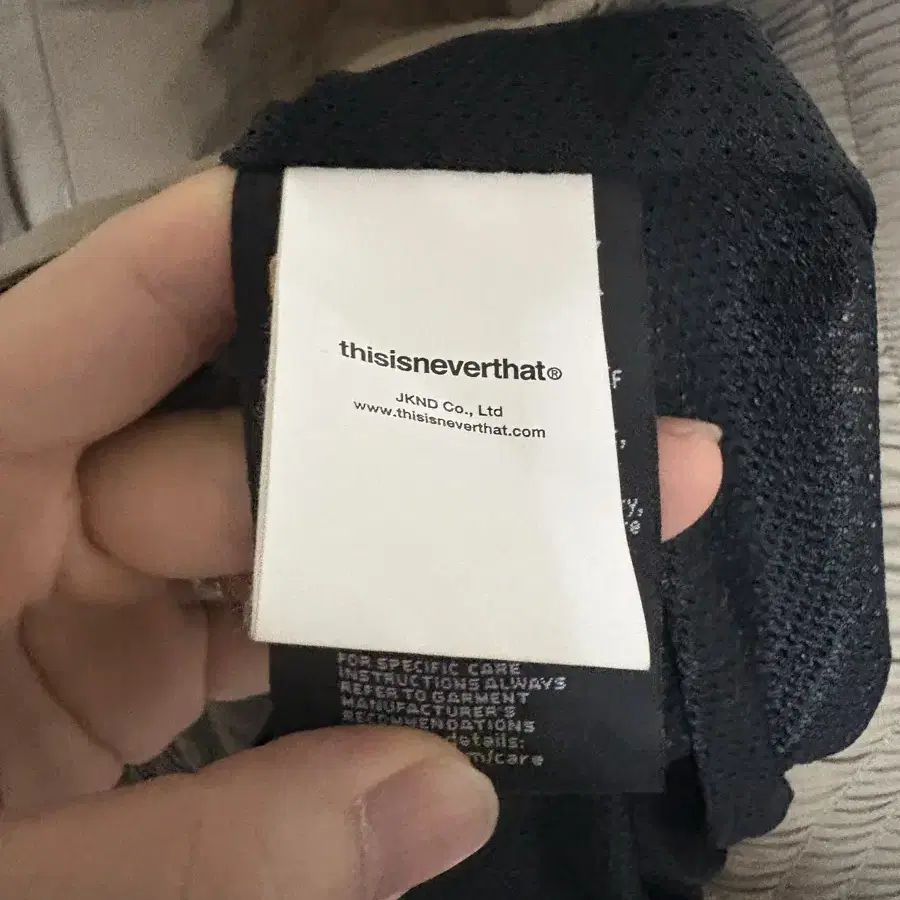 thisisneverthat®
JKND Co., Ltd
www.thisisneverthat.com
FOR SPECIFIC CARE
INSTRUCTIONS ALWAYS
REFER TO GARMENT
MANUFACTURER'S
RECOMMENDATIONS
details:
/care